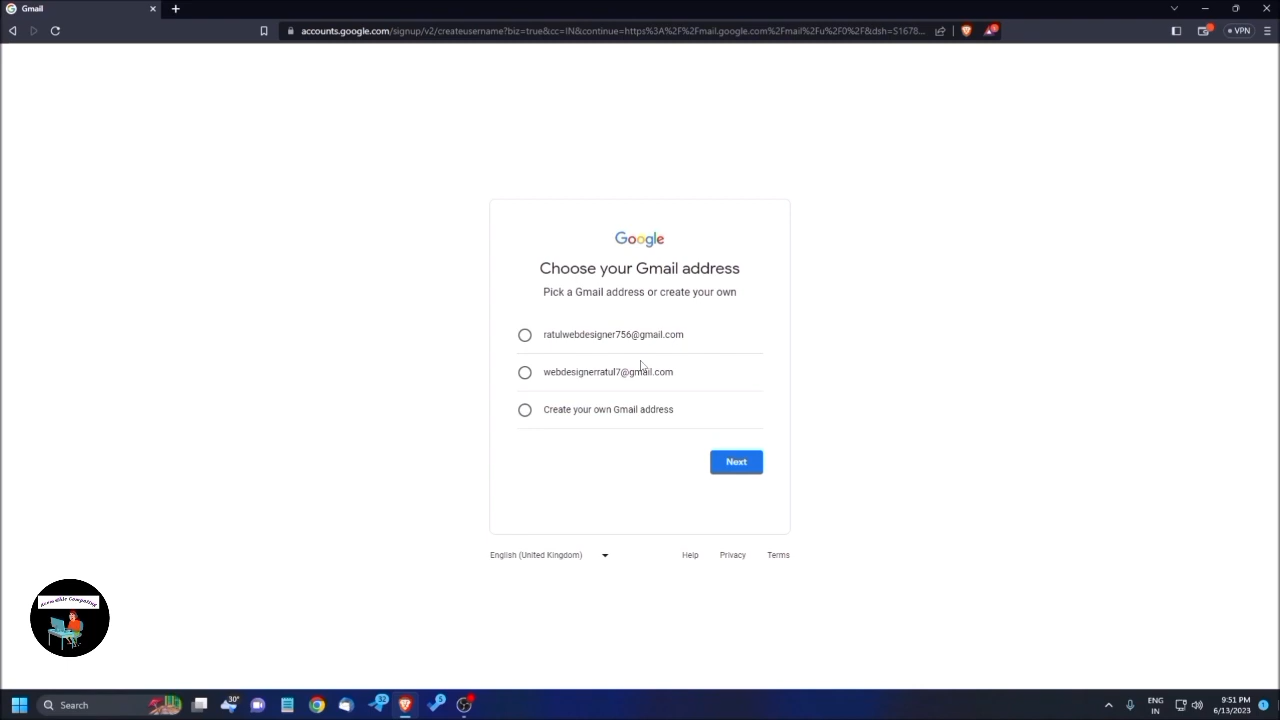 Gmail
accounts.google.com/signup/v2/createusername?biz=true&cc=IN&continue=https%3A%2F%2Fmail.google.com%2Fmail%2Fu%2F0%2F&dsh=S1678...
VPN
Google
Choose your Gmail address
Pick a Gmail address or create your own
ratulwebdesigner756@gmail.com
webdesignerratul7@gmail.com
Create your own Gmail address
Next
English (United Kingdom)
Help Privacy Terms
Search
30°
32
5
ENG
IN
9:51 PM
6/13/2023